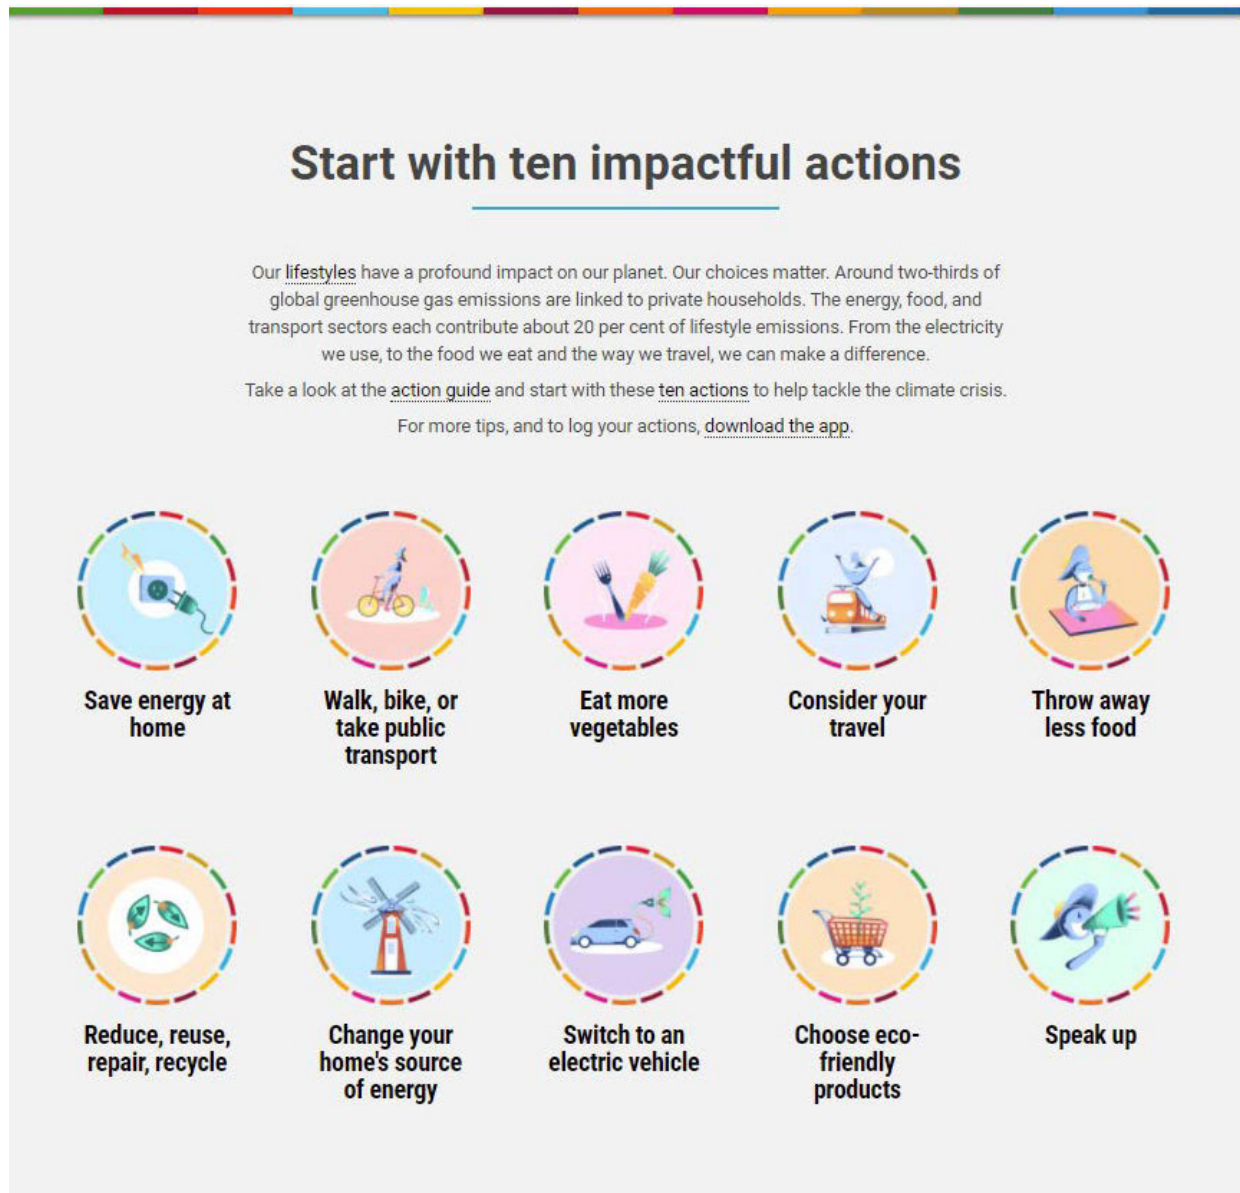 Start with ten impactful actions
Our lifestyles have a profound impact on our planet. Our choices matter. Around two-thirds of
global greenhouse gas emissions are linked to private households. The energy, food, and
transport sectors each contribute about 20 per cent of lifestyle emissions. From the electricity
we use, to the food we eat and the way we travel, we can make a difference.
Take a look at the action guide and start with these ten actions to help tackle the climate crisis.
For more tips, and to log your actions, download the app.
Save energy at
home
Walk, bike, or
take public
transport
Eat more
vegetables
Consider your
travel
Throw away
less food
Reduce, reuse,
repair, recycle
Change your
home's source
of energy
Switch to an
electric vehicle
Choose eco-
friendly
products
Speak up